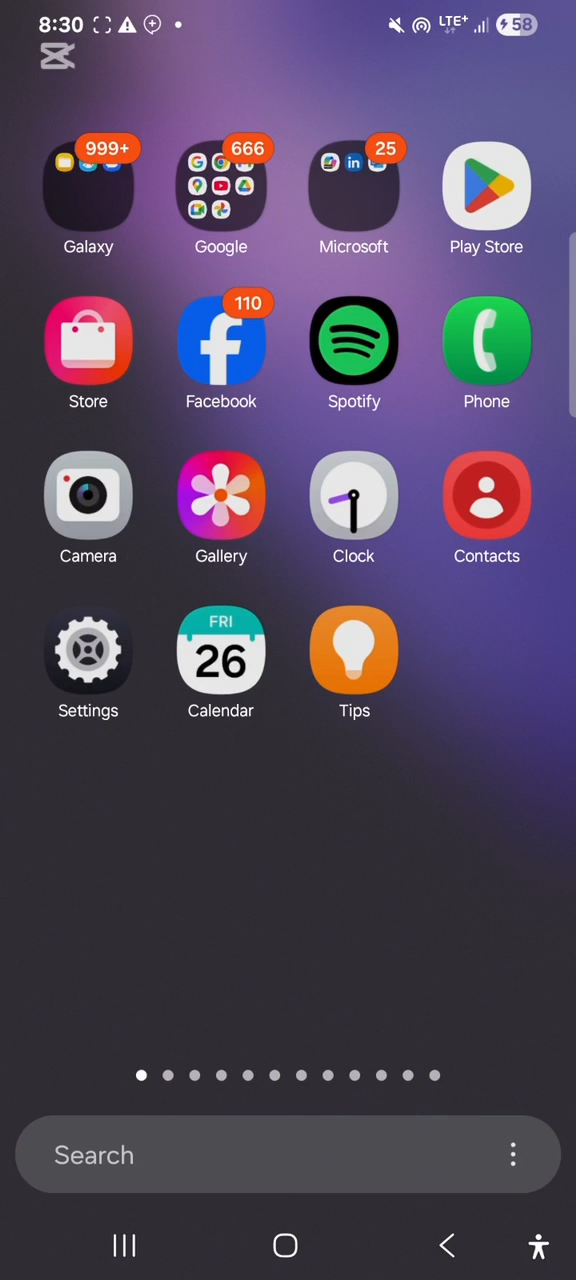 8:30 LTE+ 58
999+ 666 25
Galaxy Google Microsoft Play Store
110
Store Facebook Spotify Phone
Camera Gallery Clock Contacts
FRI
26
Settings Calendar Tips
Search